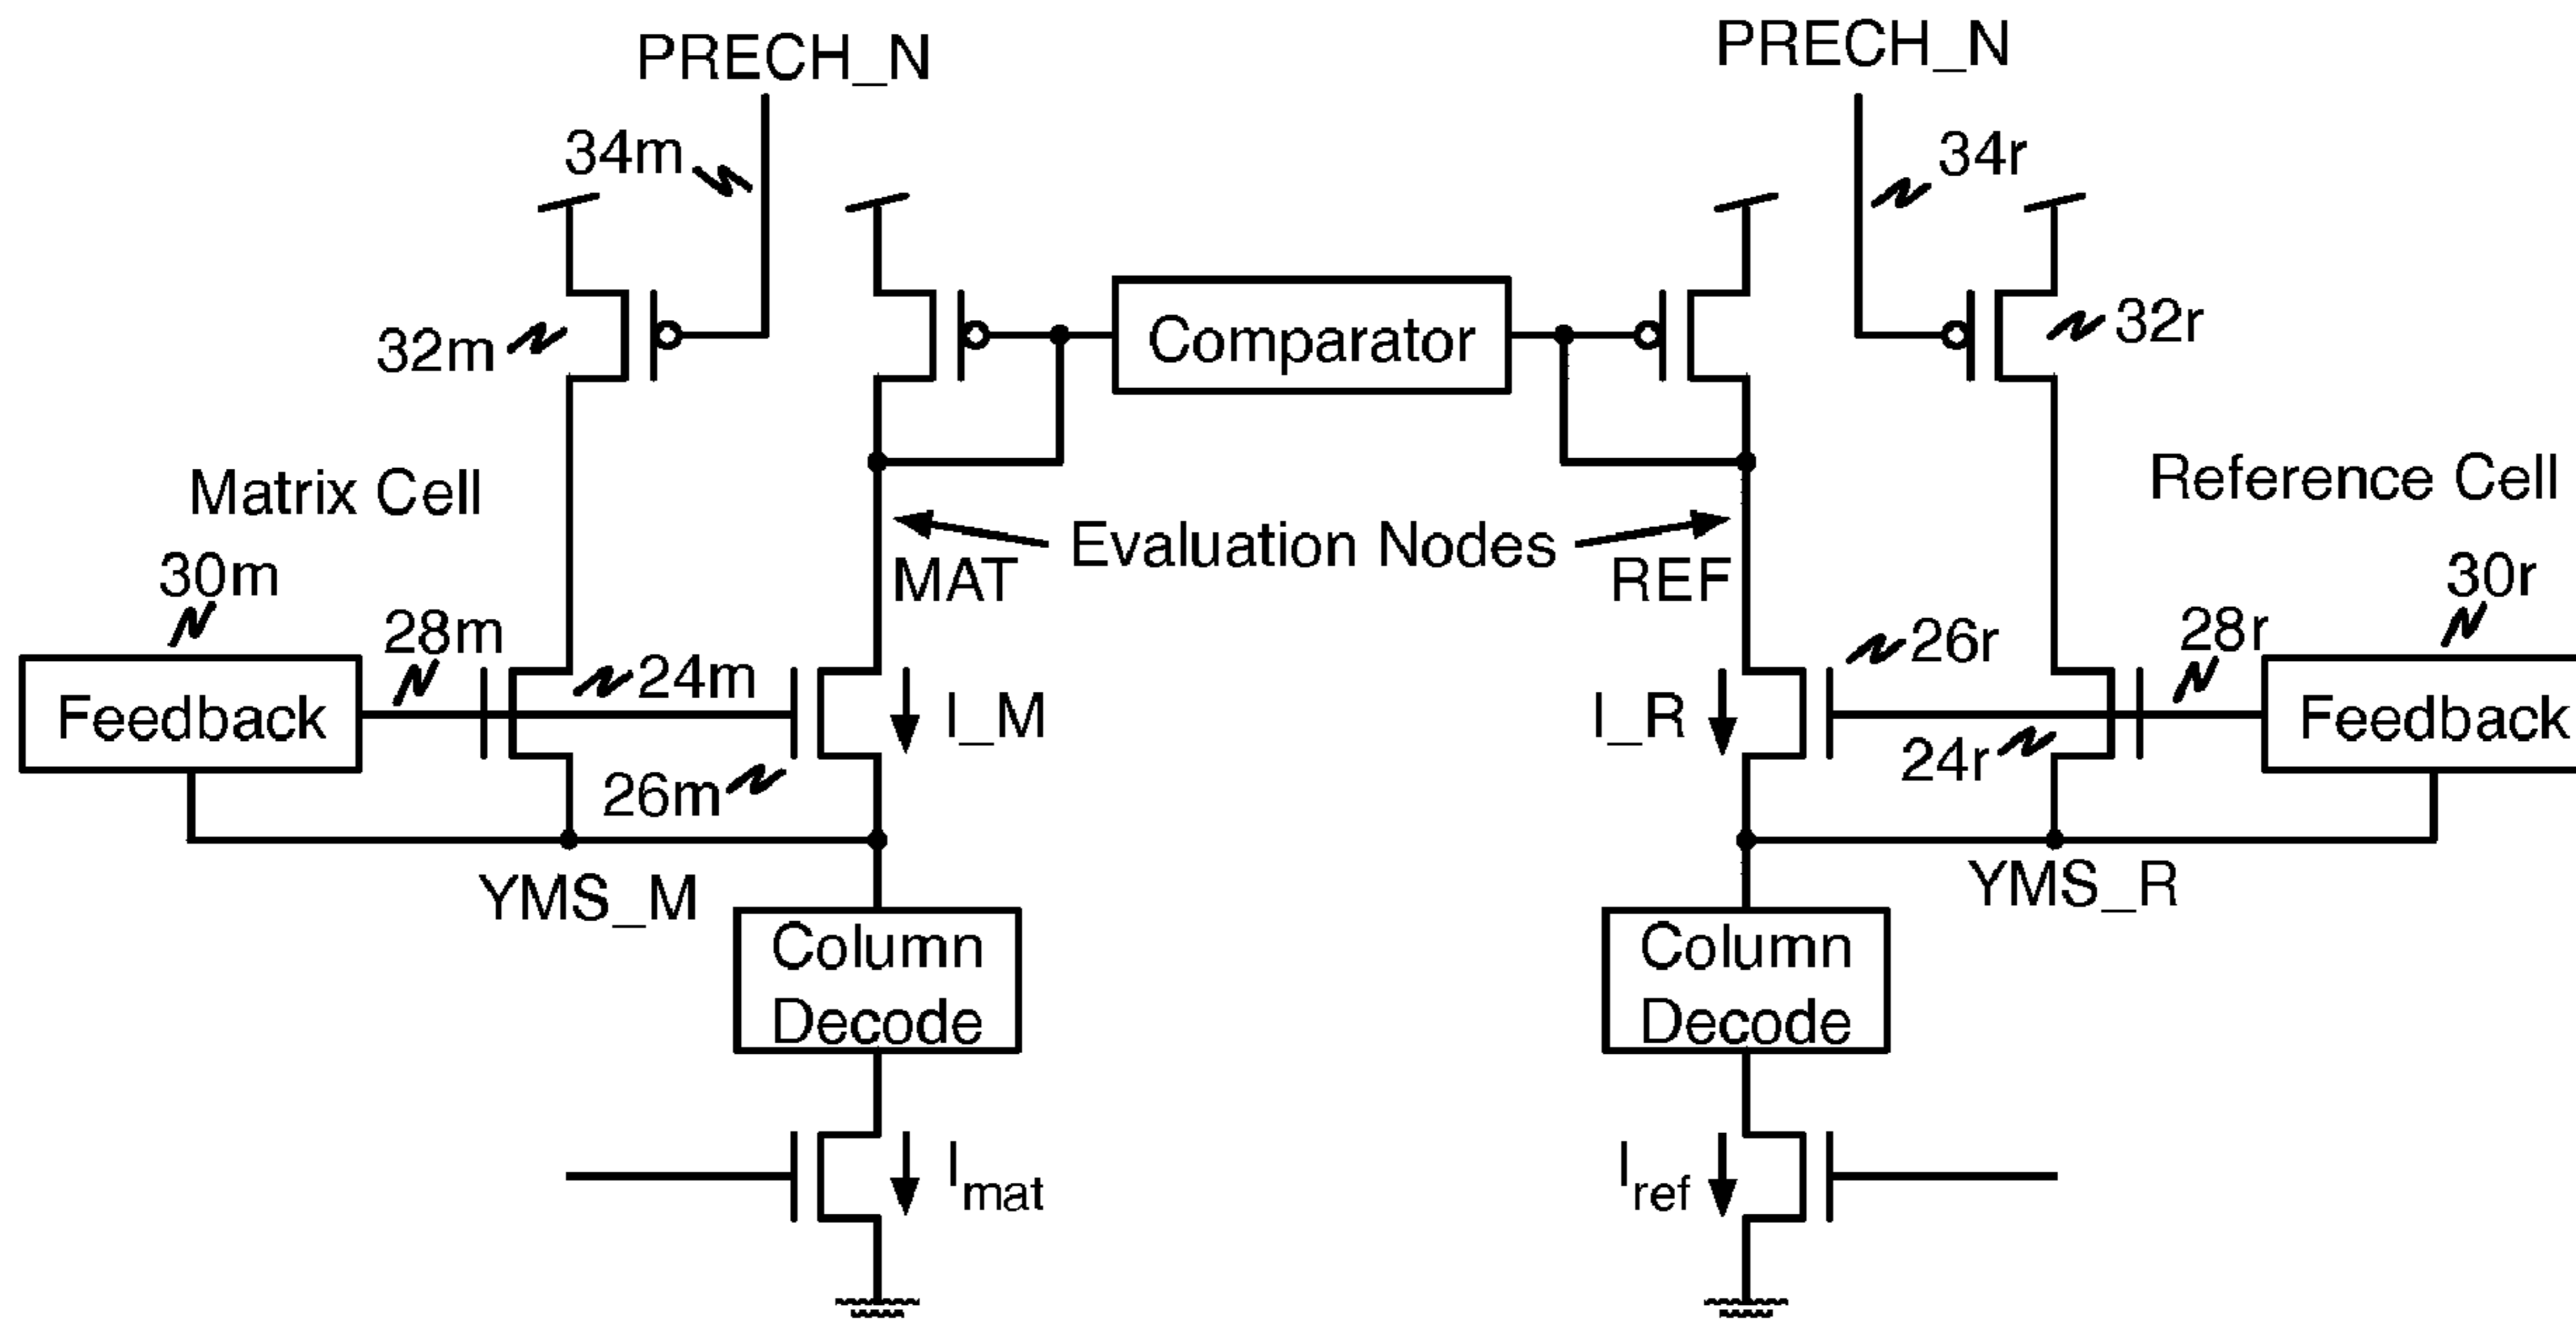 PRECH_N
PRECH_N
34m
34r
32m
Comparator
32r
Matrix Cell
Reference Cell
Evaluation Nodes
MAT
REF
30m
30r
28m
28r
24m
26r
Feedback
I_M
I_R
Feedback
24r
26m
YMS_M
YMS_R
Column
Decode
Column
Decode
Imat
Iref